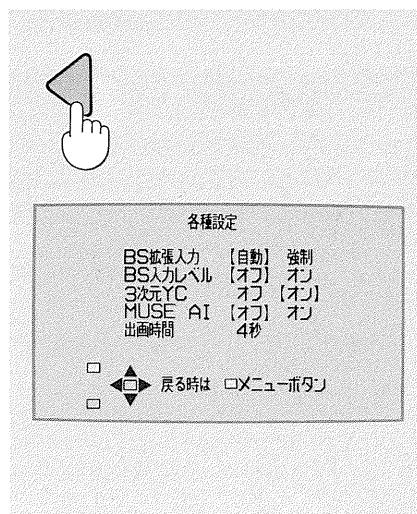 各種設定
BS拡張入力 【自動】 強制
BS入力レベル 【オフ】 オン
3次元YC オフ 【オン】
MUSE AI 【オフ】 オン
出画時間 4秒
戻る時は □メニューボタン